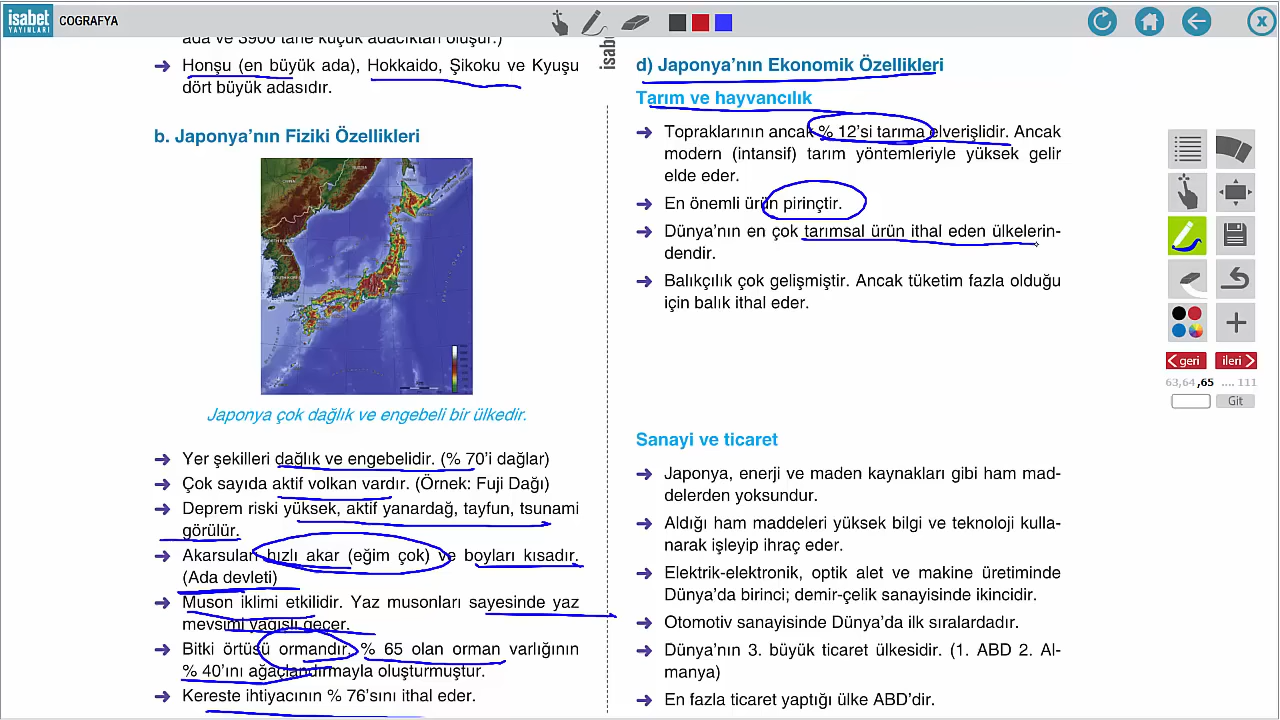 isabet
YAYINLARI
COGRAFYA
ada ve 3900 tane küçük adacıktan oluşur.)
➔ Honşu (en büyük ada), Hokkaido, Şikoku ve Kyuşu
dört büyük adasıdır.
b. Japonya'nın Fiziki Özellikleri
Japonya çok dağlık ve engebeli bir ülkedir.
➔ Yer şekilleri dağlık ve engebelidir. (% 70'i dağlar)
➔ Çok sayıda aktif volkan vardır. (Örnek: Fuji Dağı)
➔ Deprem riski yüksek, aktif yanardağ, tayfun, tsunami
görülür.
➔ Akarsuları hızlı akar (eğim çok) ve boyları kısadır.
(Ada devleti)
➔ Muson iklimi etkilidir. Yaz musonları sayesinde yaz
mevsimi yağışlı geçer.
➔ Bitki örtüsü ormandır. % 65 olan orman varlığının
% 40'ını ağaçlandırmayla oluşturmuştur.
➔ Kereste ihtiyacının % 76'sını ithal eder.
isabe
d) Japonya'nın Ekonomik Özellikleri
Tarım ve hayvancılık
➔ Topraklarının ancak % 12'si tarıma elverişlidir. Ancak
modern (intansif) tarım yöntemleriyle yüksek gelir
elde eder.
➔ En önemli ürün pirinçtir.
➔ Dünya'nın en çok tarımsal ürün ithal eden ülkelerin-
dendir.
➔ Balıkçılık çok gelişmiştir. Ancak tüketim fazla olduğu
için balık ithal eder.
Sanayi ve ticaret
➔ Japonya, enerji ve maden kaynakları gibi ham mad-
delerden yoksundur.
➔ Aldığı ham maddeleri yüksek bilgi ve teknoloji kulla-
narak işleyip ihraç eder.
➔ Elektrik-elektronik, optik alet ve makine üretiminde
Dünya'da birinci; demir-çelik sanayisinde ikincidir.
➔ Otomotiv sanayisinde Dünya'da ilk sıralardadır.
➔ Dünya'nın 3. büyük ticaret ülkesidir. (1. ABD 2. Al-
manya)
➔ En fazla ticaret yaptığı ülke ABD'dir.
geri ileri
63,64,65 .... 111
Git